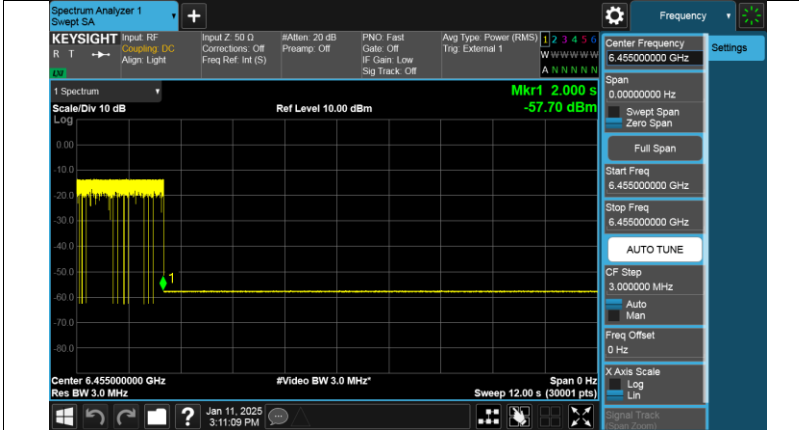 Spectrum Analyzer 1
Swept SA
Frequency
KEYSIGHT
R T
LXI
Input: RF
Coupling: DC
Align: Light
Input Z: 50 Ω
Corrections: Off
Freq Ref: Int (S)
#Atten: 20 dB
Preamp: Off
PNO: Fast
Gate: Off
IF Gain: Low
Sig Track: Off
Avg Type: Power (RMS)
Trig: External 1
1 2 3 4 5 6
W W W W W W
A N N N N N
1 Spectrum
Scale/Div 10 dB
Ref Level 10.00 dBm
Mkr1 2.000 s
-57.70 dBm
Log
0.00
-10.0
-20.0
-30.0
-40.0
-50.0
-60.0
-70.0
-80.0
1
Center 6.455000000 GHz
#Video BW 3.0 MHz*
Span 0 Hz
Res BW 3.0 MHz
Sweep 12.00 s (30001 pts)
Jan 11, 2025
3:11:09 PM
Center Frequency
6.455000000 GHz
Settings
Span
0.00000000 Hz
Swept Span
Zero Span
Full Span
Start Freq
6.455000000 GHz
Stop Freq
6.455000000 GHz
AUTO TUNE
CF Step
3.000000 MHz
Auto
Man
Freq Offset
0 Hz
X Axis Scale
Log
Lin
Signal Track
(Span Zoom)